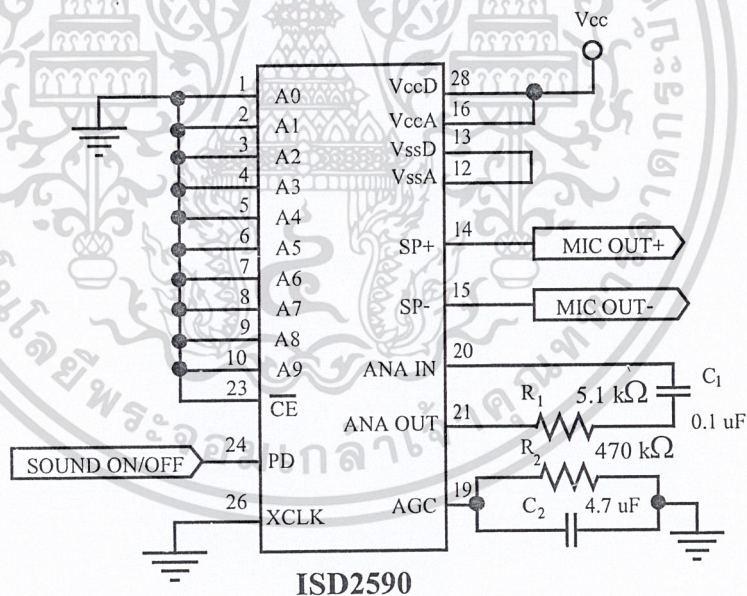 Vcc
1 A0
2 A1
3 A2
4 A3
5 A4
6 A5
7 A6
8 A7
9 A8
10 A9
23 CE
24 PD
26 XCLK
SOUND ON/OFF
VccD 28
VccA 16
VssD 13
VssA 12
SP+ 14
MIC OUT+
SP- 15
MIC OUT-
ANA IN 20
ANA OUT 21
AGC 19
R1 5.1 kΩ
C1
0.1 uF
R2 470 kΩ
C2 4.7 uF
ISD2590